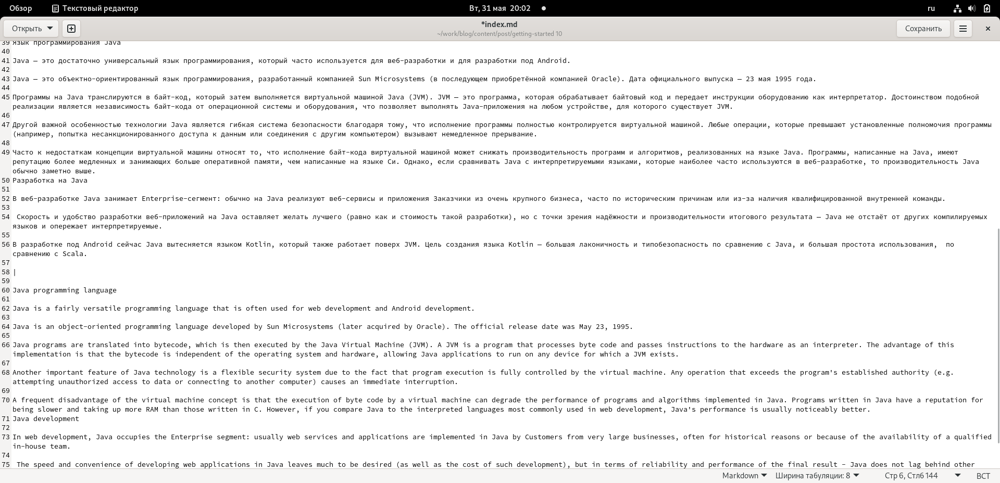 Обзор
Текстовый редактор
Вт, 31 мая 20:02
ru
Открыть
*index.md
~/work/blog/content/post/getting-started 10
Сохранить
39 Язык программирования Java
40
41 Java — это достаточно универсальный язык программирования, который часто используется для веб-разработки и для разработки под Android.
42
43 Java — это объектно-ориентированный язык программирования, разработанный компанией Sun Microsystems (в последующем приобретённой компанией Oracle). Дата официального выпуска — 23 мая 1995 года.
44
45 Программы на Java транслируются в байт-код, который затем выполняется виртуальной машиной Java (JVM). JVM — это программа, которая обрабатывает байтовый код и передает инструкции оборудованию как интерпретатор. Достоинством подобной
реализации является независимость байт-кода от операционной системы и оборудования, что позволяет выполнять Java-приложения на любом устройстве, для которого существует JVM.
46
47 Другой важной особенностью технологии Java является гибкая система безопасности благодаря тому, что исполнение программы полностью контролируется виртуальной машиной. Любые операции, которые превышают установленные полномочия программы
(например, попытка несанкционированного доступа к данным или соединения с другим компьютером) вызывают немедленное прерывание.
48
49 Часто к недостаткам концепции виртуальной машины относят то, что исполнение байт-кода виртуальной машиной может снижать производительность программ и алгоритмов, реализованных на языке Java. Программы, написанные на Java, имеют
репутацию более медленных и занимающих больше оперативной памяти, чем написанные на языке Си. Однако, если сравнивать Java с интерпретируемыми языками, которые наиболее часто используются в веб-разработке, то производительность Java
обычно заметно выше.
50 Разработка на Java
51
52 В веб-разработке Java занимает Enterprise-сегмент: обычно на Java реализуют веб-сервисы и приложения Заказчики из очень крупного бизнеса, часто по историческим причинам или из-за наличия квалифицированной внутренней команды.
53
54  Скорость и удобство разработки веб-приложений на Java оставляет желать лучшего (равно как и стоимость такой разработки), но с точки зрения надёжности и производительности итогового результата — Java не отстаёт от других компилируемых
языков и опережает интерпретируемые.
55
56 В разработке под Android сейчас Java вытесняется языком Kotlin, который также работает поверх JVM. Цель создания языка Kotlin — большая лаконичность и типобезопасность по сравнению с Java, и большая простота использования,  по
сравнению с Scala.
57
58
59
60 Java programming language
61
62 Java is a fairly versatile programming language that is often used for web development and Android development.
63
64 Java is an object-oriented programming language developed by Sun Microsystems (later acquired by Oracle). The official release date was May 23, 1995.
65
66 Java programs are translated into bytecode, which is then executed by the Java Virtual Machine (JVM). A JVM is a program that processes byte code and passes instructions to the hardware as an interpreter. The advantage of this
implementation is that the bytecode is independent of the operating system and hardware, allowing Java applications to run on any device for which a JVM exists.
67
68 Another important feature of Java technology is a flexible security system due to the fact that program execution is fully controlled by the virtual machine. Any operation that exceeds the program's established authority (e.g.
attempting unauthorized access to data or connecting to another computer) causes an immediate interruption.
69
70 A frequent disadvantage of the virtual machine concept is that the execution of byte code by a virtual machine can degrade the performance of programs and algorithms implemented in Java. Programs written in Java have a reputation for
being slower and taking up more RAM than those written in C. However, if you compare Java to the interpreted languages most commonly used in web development, Java's performance is usually noticeably better.
71 Java development
72
73 In web development, Java occupies the Enterprise segment: usually web services and applications are implemented in Java by Customers from very large businesses, often for historical reasons or because of the availability of a qualified
in-house team.
74
75  The speed and convenience of developing web applications in Java leaves much to be desired (as well as the cost of such development), but in terms of reliability and performance of the final result - Java does not lag behind other
Markdown
Ширина табуляции: 8
Стр 6, Стлб 144
ВСТ